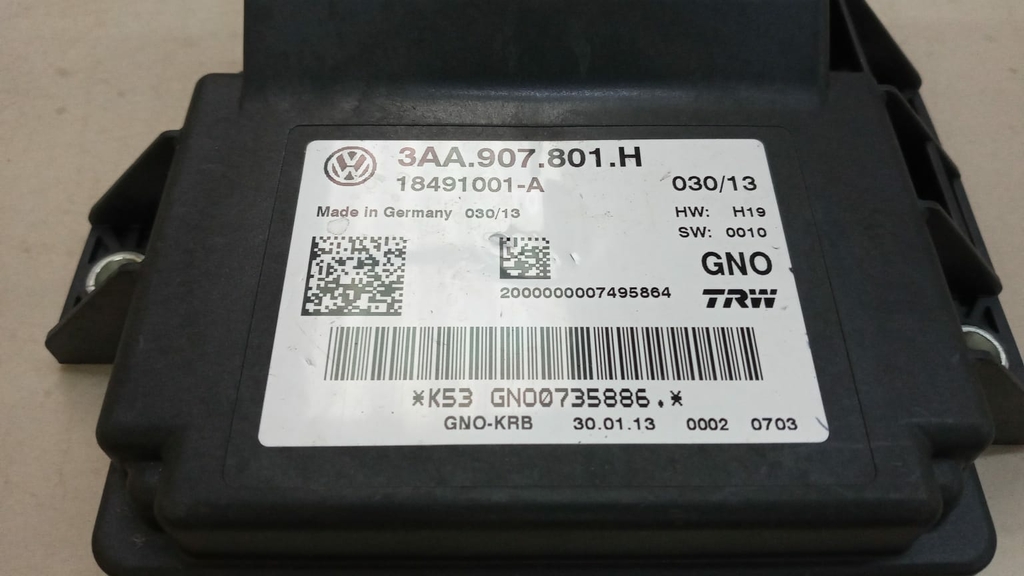 3AA.907.801.H
18491001-A
030/13
Made in Germany 030/13
HW: H19
SW: 0010
GNO
2000000007495864
TRW
*K53 GNO0735886.*
GNO-KRB 30.01.13 0002 0703